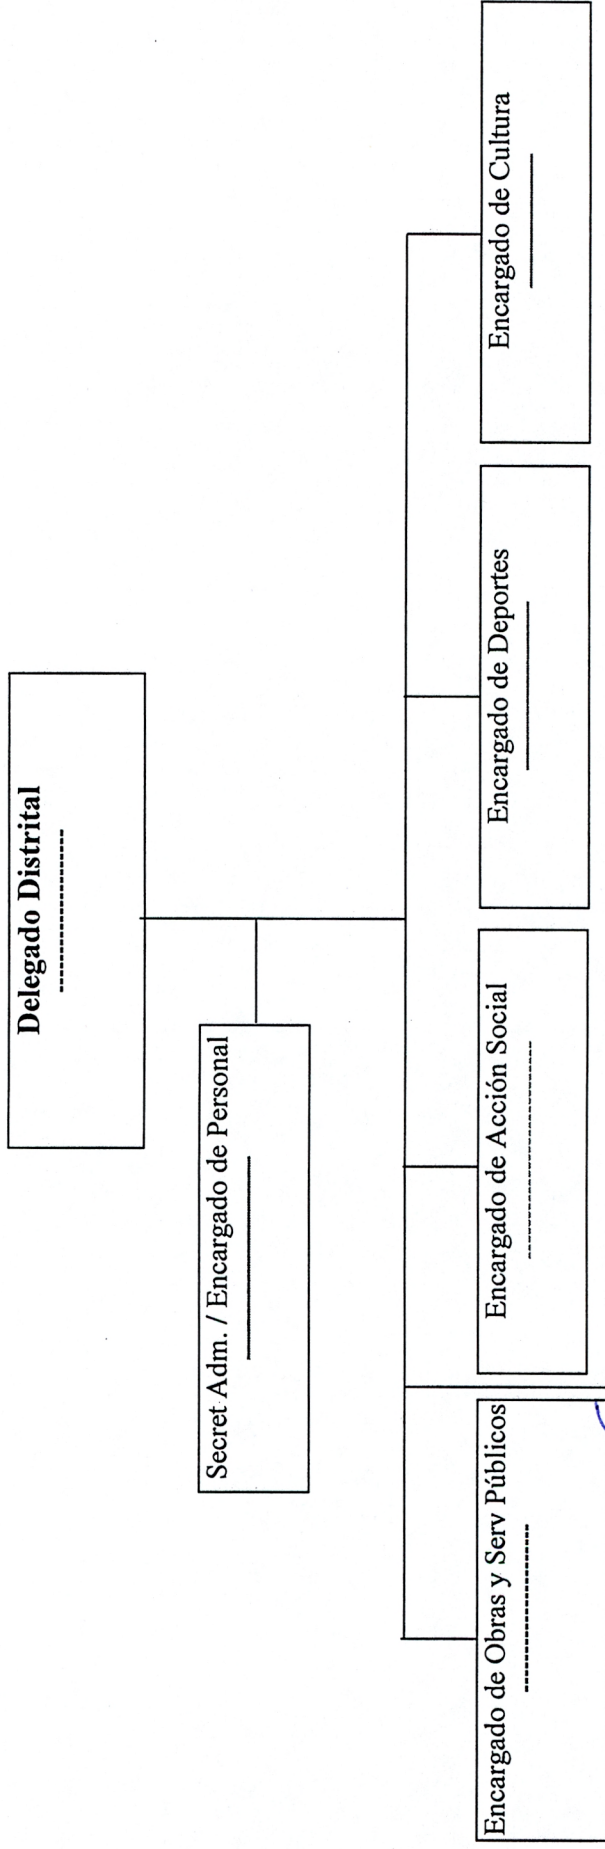 Delegado Distrital
Secret Adm. / Encargado de Personal
Encargado de Obras y Serv Públicos
Encargado de Acción Social
Encargado de Deportes
Encargado de Cultura